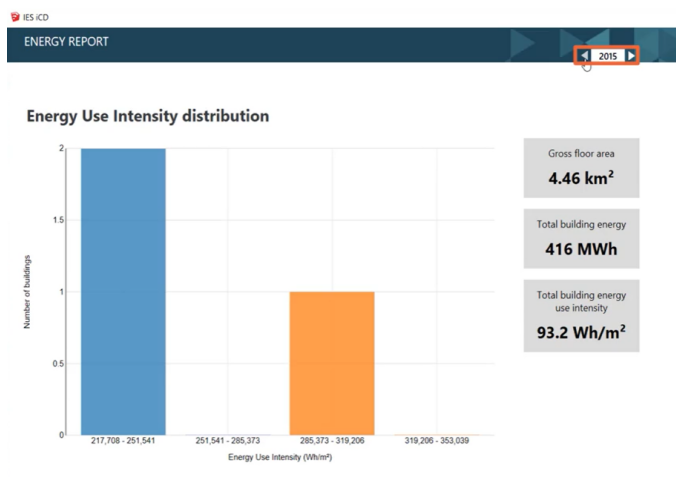 IES iCD
ENERGY REPORT
2015
Energy Use Intensity distribution
2
1.5
1
0.5
0
Number of buildings
217,708 - 251,541
251,541 - 285,373
285,373 - 319,206
319,206 - 353,039
Energy Use Intensity (Wh/m²)
Gross floor area
4.46 km²
Total building energy
416 MWh
Total building energy
use intensity
93.2 Wh/m²